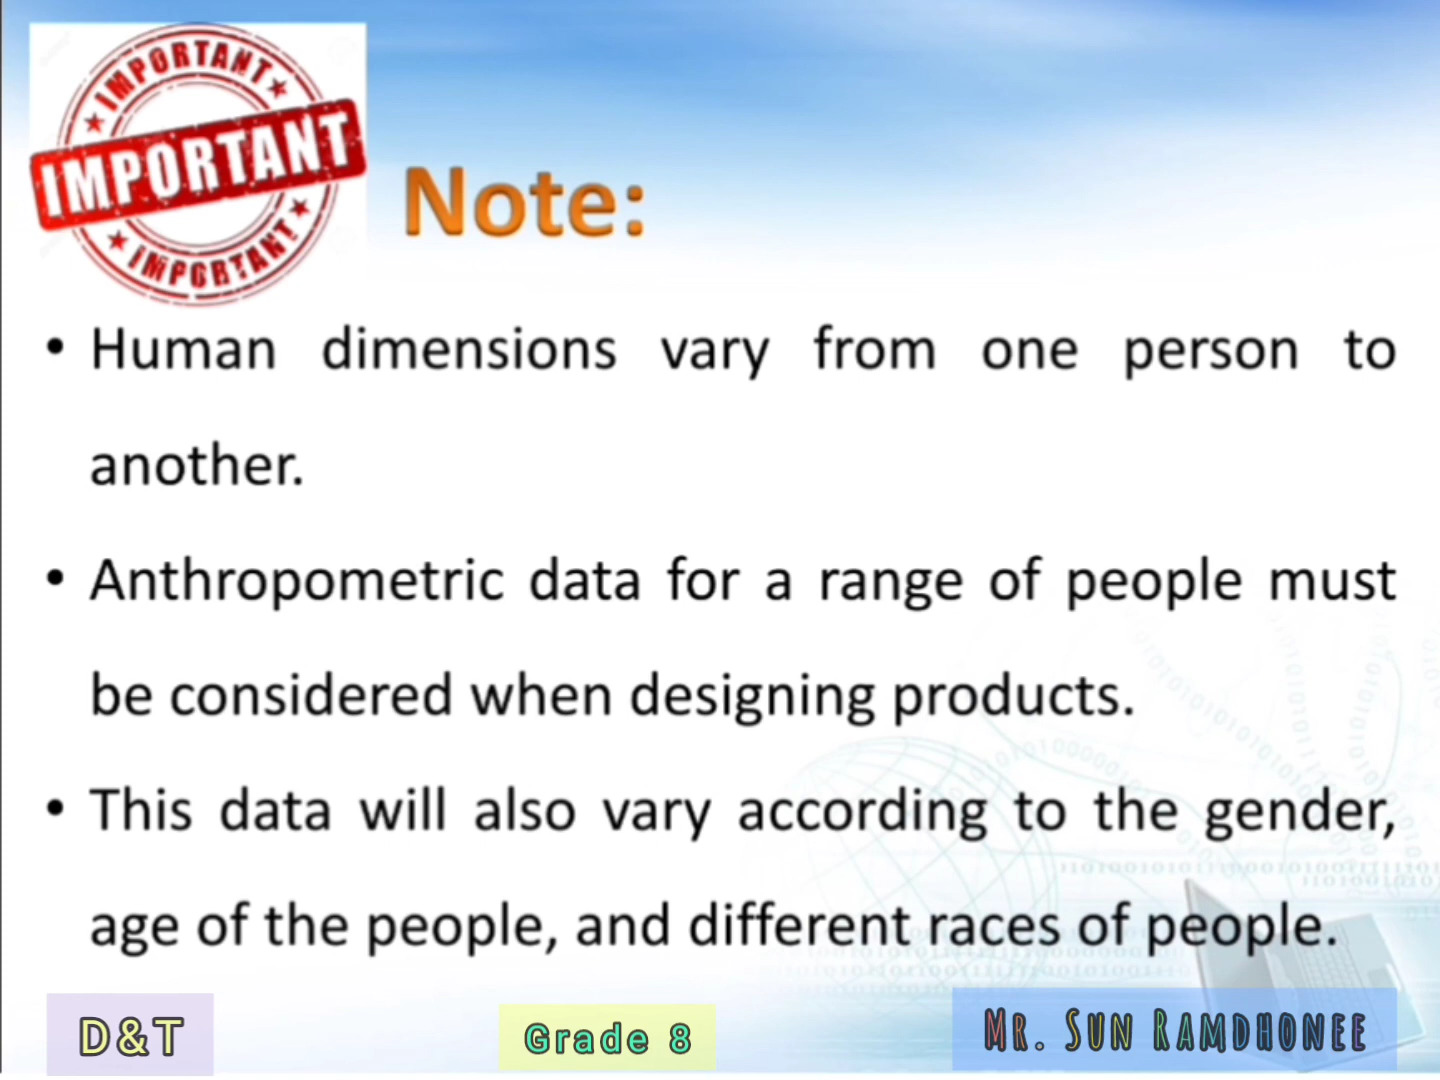 IMPORTANT
IMPORTANT
IMPORTANT
Note:
• Human dimensions vary from one person to
another.
• Anthropometric data for a range of people must
be considered when designing products.
• This data will also vary according to the gender,
age of the people, and different races of people.
D&T
Grade 8
MR. SUN RAMDHONEE